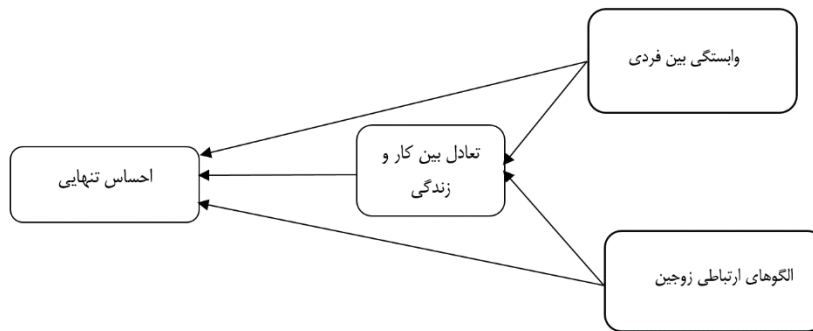 وابستگی بین فردی
تعادل بین کار و
زندگی
احساس تنهایی
الگوهای ارتباطی زوجین